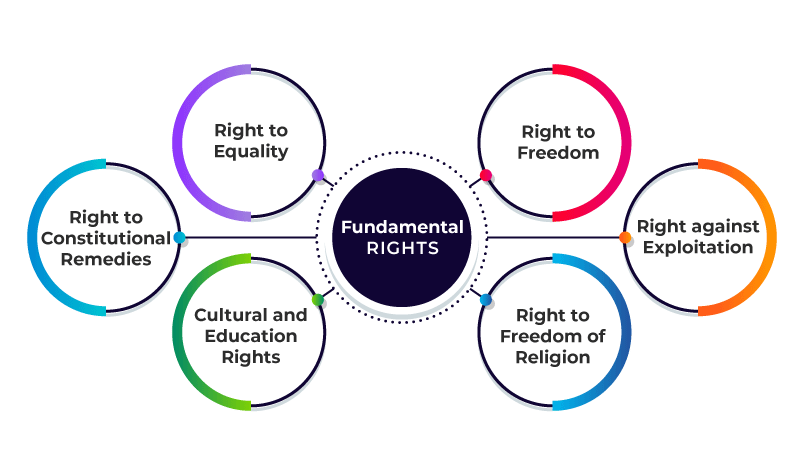 Right to
Equality
Right to
Freedom
Right to
Constitutional
Remedies
Fundamental
RIGHTS
Right against
Exploitation
Cultural and
Education
Rights
Right to
Freedom of
Religion